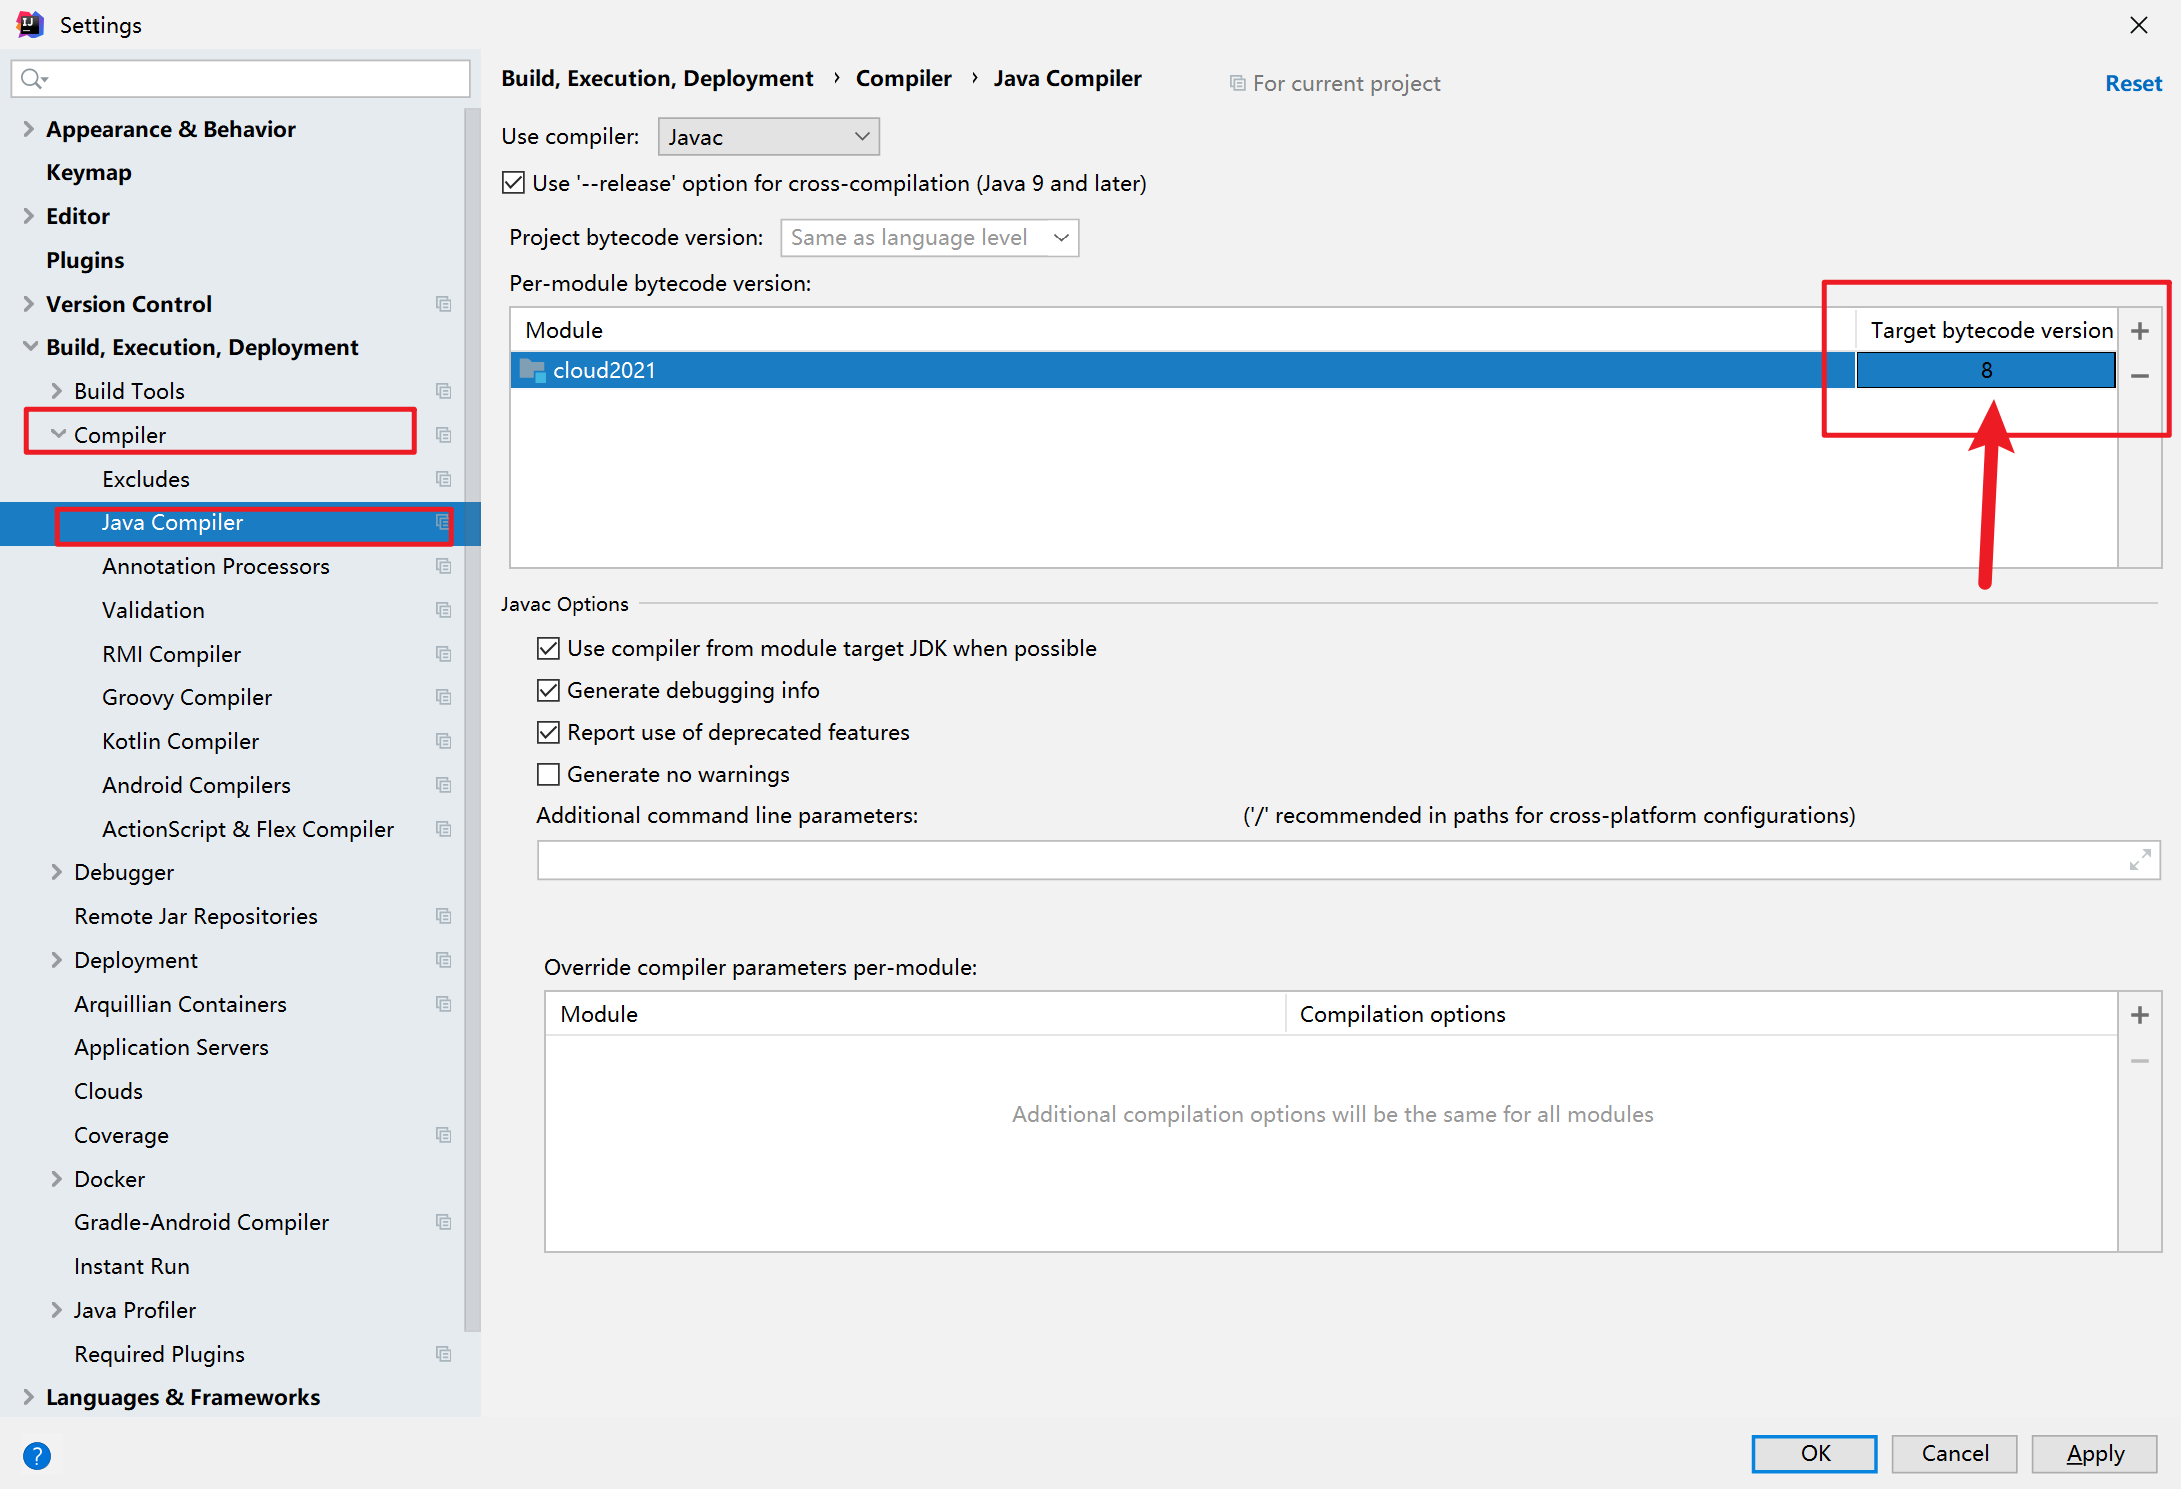 Settings
Appearance & Behavior
Keymap
Editor
Plugins
Version Control
Build, Execution, Deployment
Build Tools
Compiler
Excludes
Java Compiler
Annotation Processors
Validation
RMI Compiler
Groovy Compiler
Kotlin Compiler
Android Compilers
ActionScript & Flex Compiler
Debugger
Remote Jar Repositories
Deployment
Arquillian Containers
Application Servers
Clouds
Coverage
Docker
Gradle-Android Compiler
Instant Run
Java Profiler
Required Plugins
Languages & Frameworks
?
Build, Execution, Deployment › Compiler › Java Compiler For current project Reset
Use compiler: Javac
Use '--release' option for cross-compilation (Java 9 and later)
Project bytecode version: Same as language level
Per-module bytecode version:
Module Target bytecode version
cloud2021 8
Javac Options
Use compiler from module target JDK when possible
Generate debugging info
Report use of deprecated features
Generate no warnings
Additional command line parameters: ('/' recommended in paths for cross-platform configurations)
Override compiler parameters per-module:
Module Compilation options
Additional compilation options will be the same for all modules
OK Cancel Apply